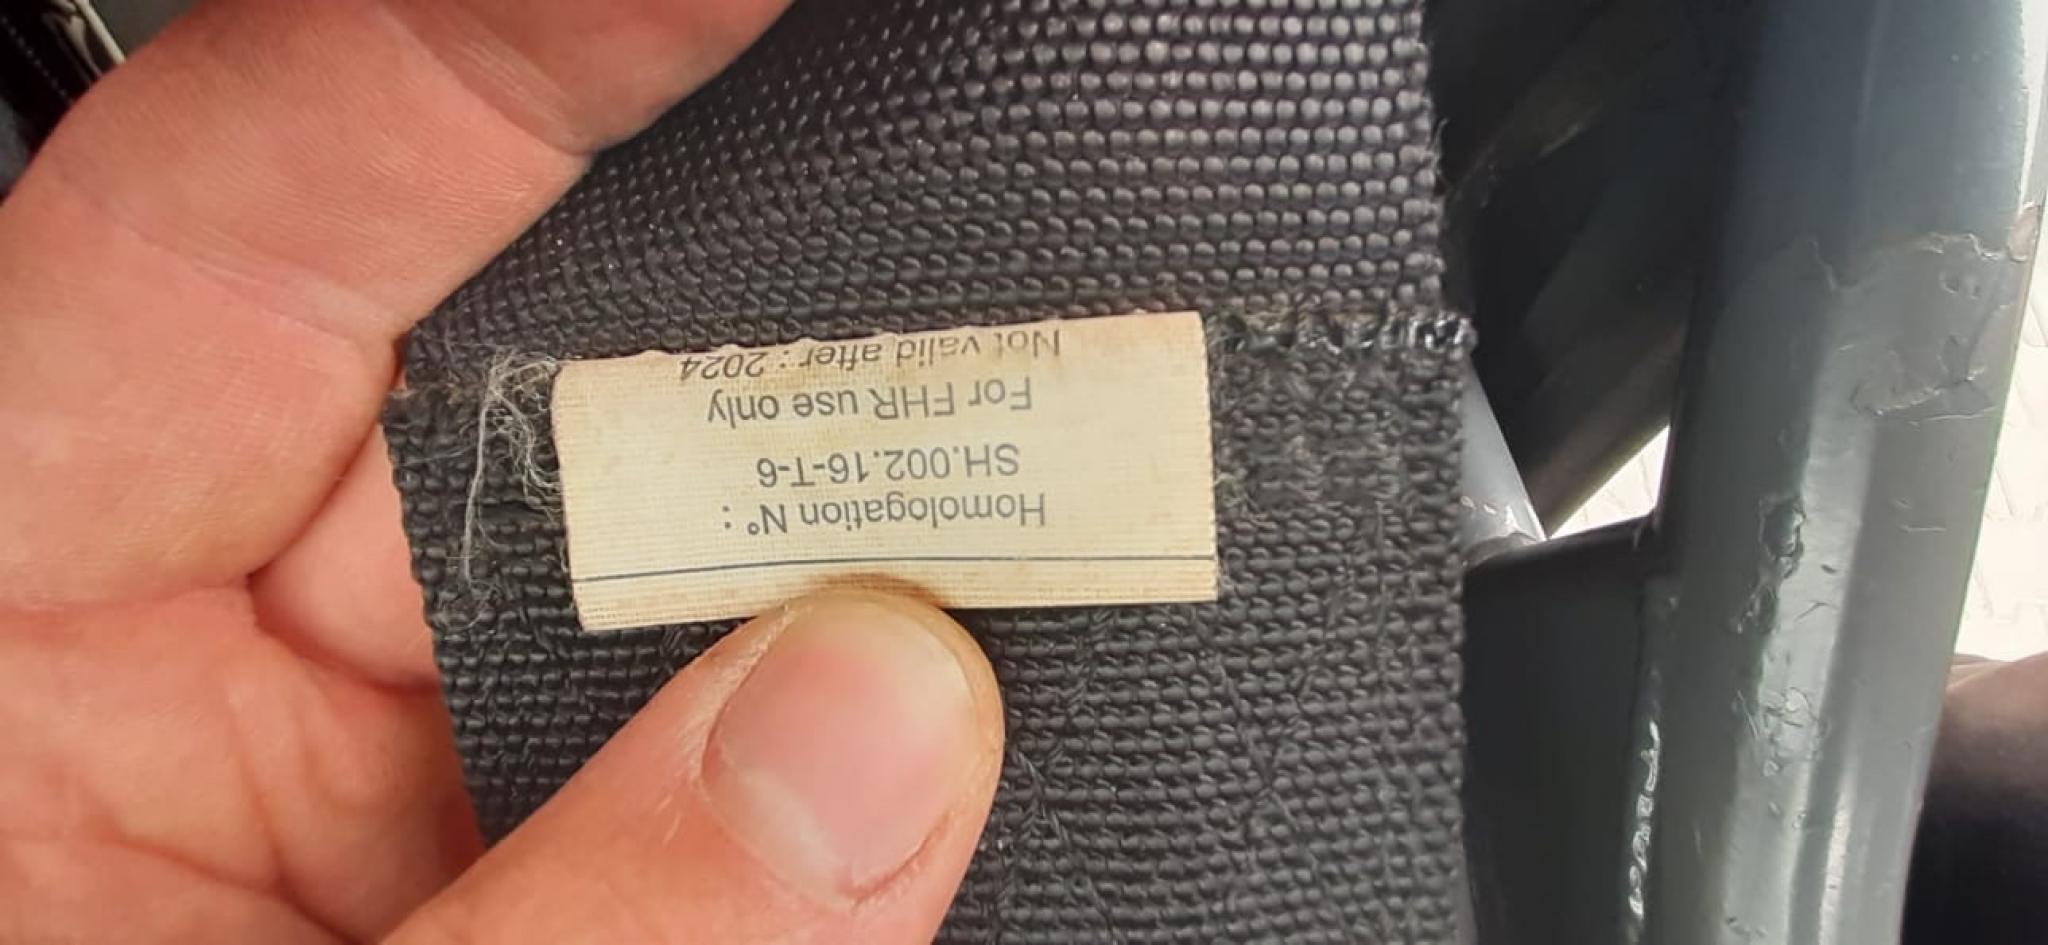 Homologation N° :
SH.002.16-T-6
For FHR use only
Not valid after : 2024